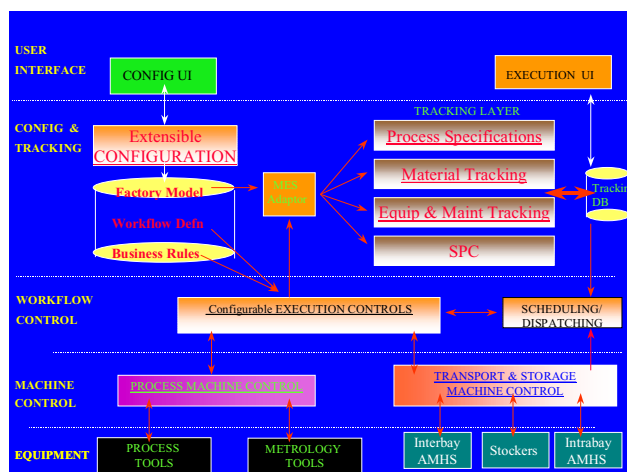 USER
INTERFACE
CONFIG UI
EXECUTION UI
TRACKING LAYER
CONFIG &
TRACKING
Extensible
CONFIGURATION
Process Specifications
Factory Model
MES
Adaptor
Material Tracking
Tracking
DB
Workflow Defn
Equip & Maint Tracking
Business Rules
SPC
WORKFLOW
CONTROL
Configurable EXECUTION CONTROLS
SCHEDULING/
DISPATCHING
MACHINE
CONTROL
PROCESS MACHINE CONTROL
TRANSPORT & STORAGE
MACHINE CONTROL
EQUIPMENT
PROCESS
TOOLS
METROLOGY
TOOLS
Interbay
AMHS
Stockers
Intrabay
AMHS